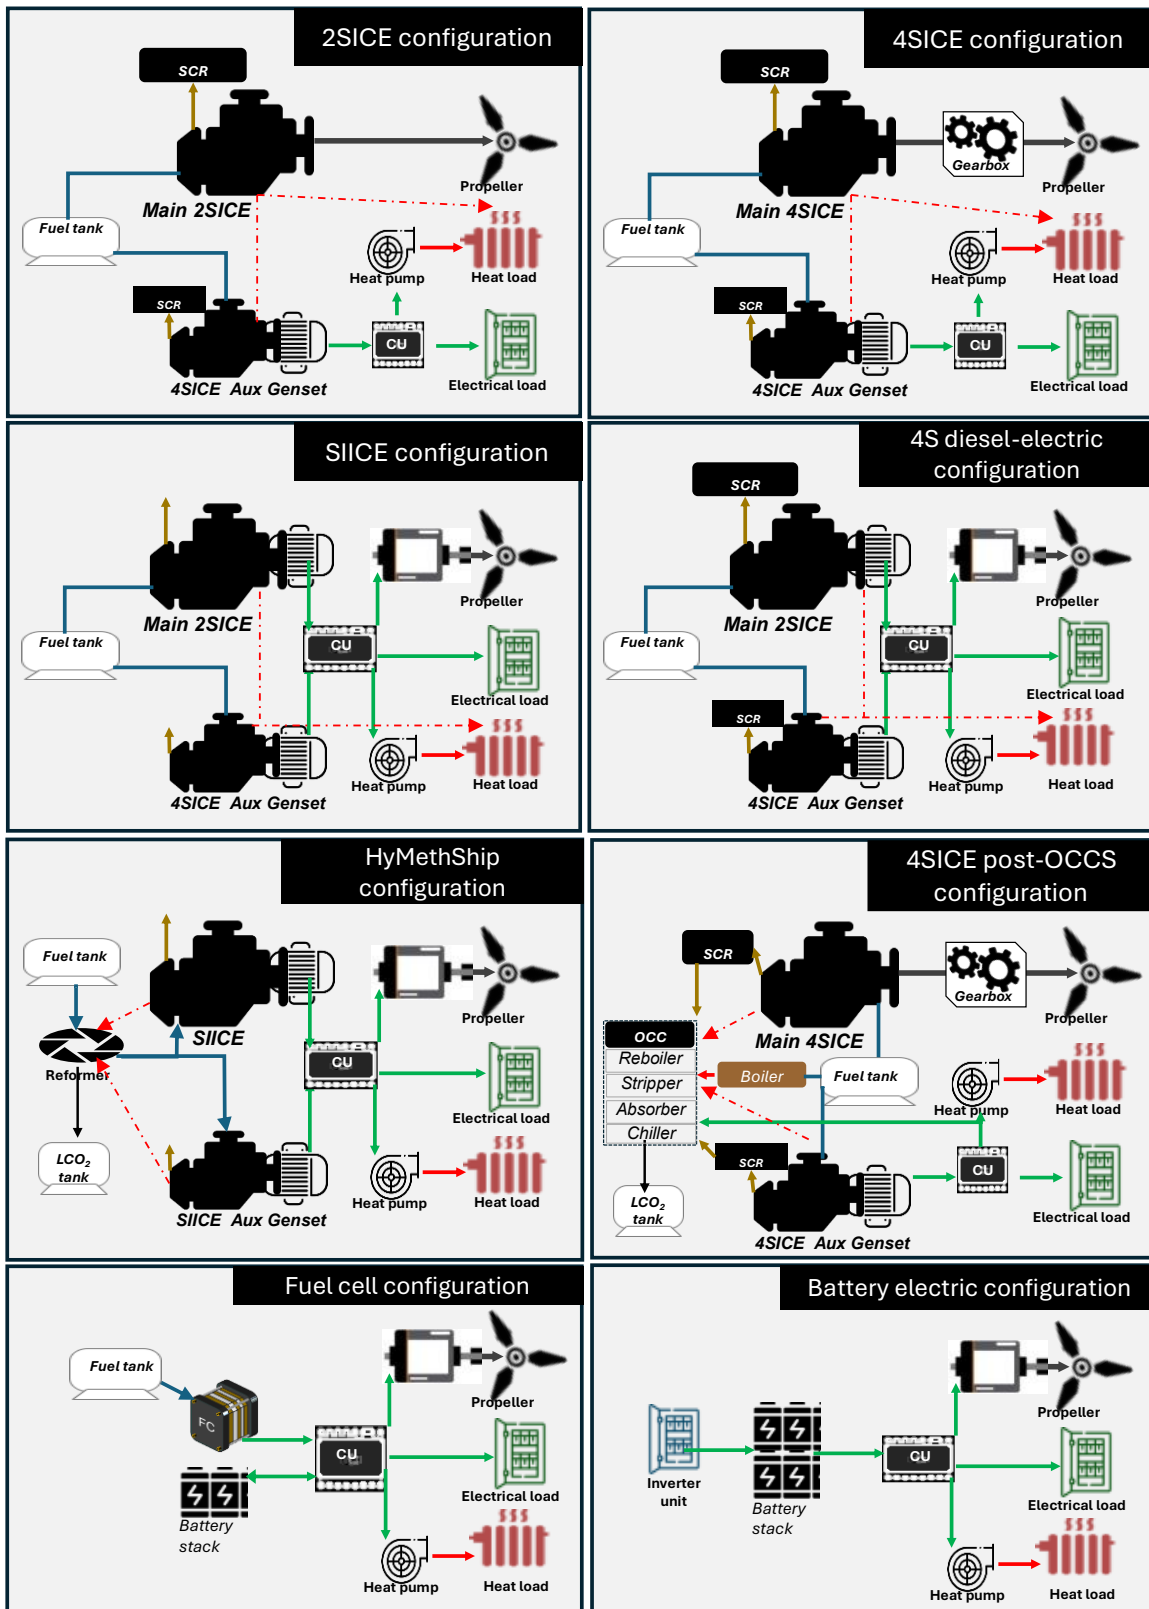 2SICE configuration
SCR
Main 2SICE
Propeller
Fuel tank
Heat pump
Heat load
SCR
CU
4SICE Aux Genset
Electrical load
4SICE configuration
SCR
Gearbox
Main 4SICE
Propeller
Fuel tank
Heat pump
Heat load
SCR
CU
4SICE Aux Genset
Electrical load
SIICE configuration
Main 2SICE
Propeller
Fuel tank
CU
Electrical load
Heat pump
Heat load
4SICE Aux Genset
4S diesel-electric
configuration
SCR
Main 2SICE
Propeller
Fuel tank
CU
Electrical load
SCR
Heat pump
Heat load
4SICE Aux Genset
HyMethShip
configuration
Fuel tank
SIICE
Propeller
Reformer
CU
Electrical load
LCO2
tank
Heat pump
Heat load
SIICE Aux Genset
4SICE post-OCCS
configuration
SCR
Gearbox
Main 4SICE
Propeller
OCC
Reboiler
Stripper
Absorber
Chiller
Boiler
Fuel tank
Heat pump
Heat load
SCR
CU
LCO2
tank
4SICE Aux Genset
Electrical load
Fuel cell configuration
Fuel tank
FC
Propeller
CU
Electrical load
Battery
stack
Heat pump
Heat load
Battery electric configuration
Propeller
Inverter
unit
Battery
stack
CU
Electrical load
Heat pump
Heat load